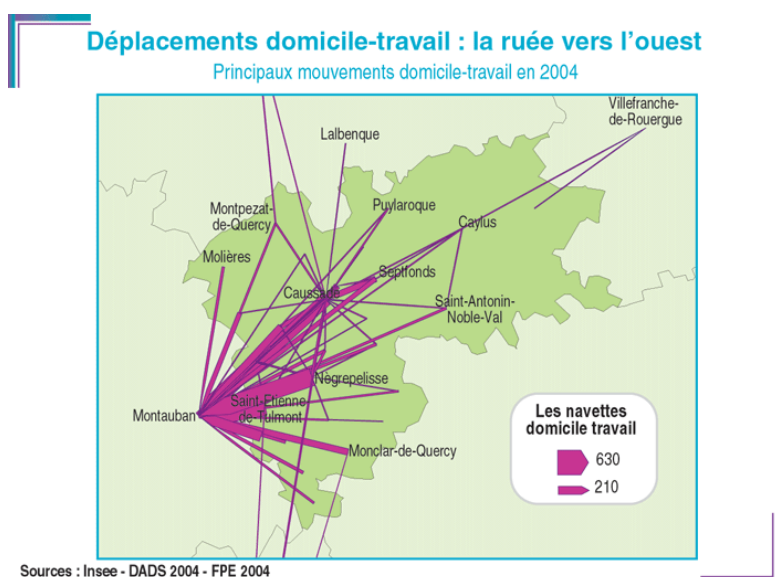 Déplacements domicile-travail : la ruée vers l'ouest
Principaux mouvements domicile-travail en 2004
Villefranche-
de-Rouergue
Lalbenque
Montpezat-
de-Quercy
Puylaroque
Caylus
Molières
Septfonds
Caussade
Saint-Antonin-
Noble-Val
Nègrepelisse
Saint-Etienne-
de-Tulmont
Montauban
Monclar-de-Quercy
Les navettes
domicile travail
630
210
Sources : Insee - DADS 2004 - FPE 2004